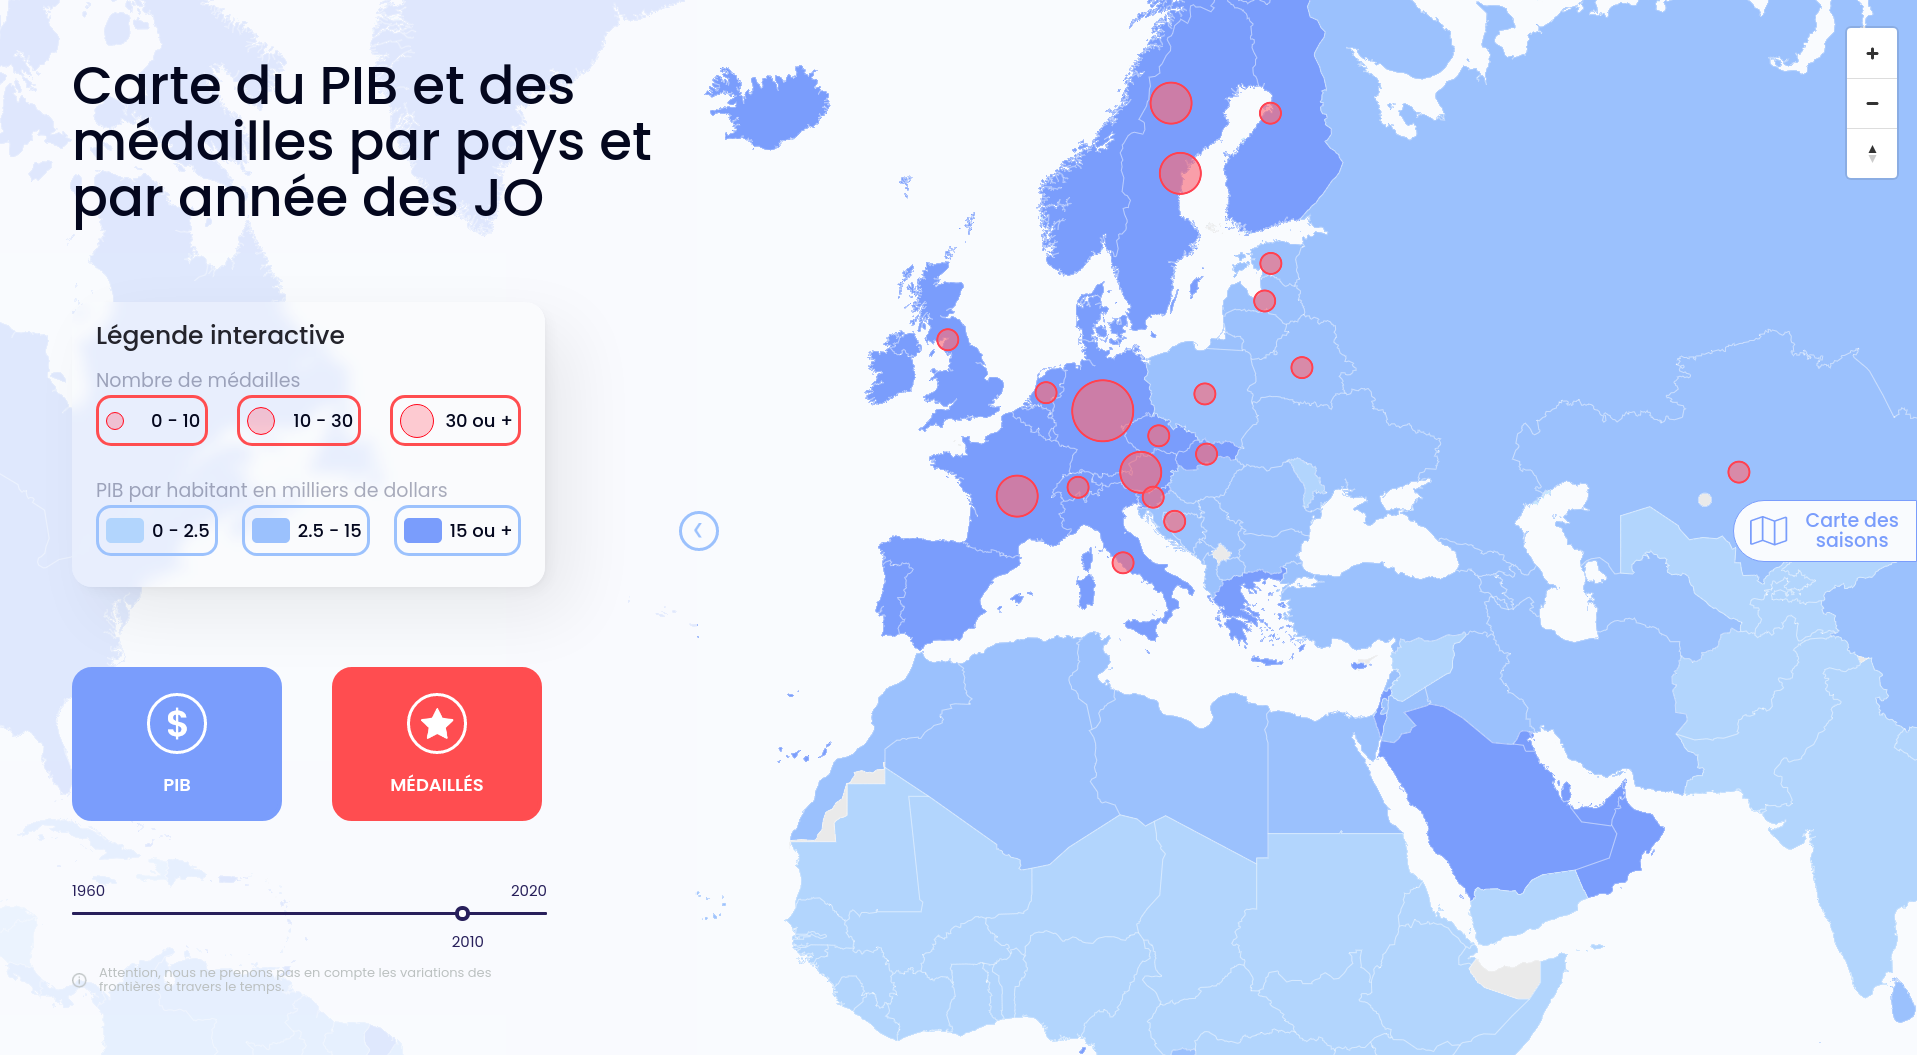 Carte du PIB et des
médailles par pays et
par année des JO
Légende interactive
Nombre de médailles
0 - 10
10 - 30
30 ou +
PIB par habitant en milliers de dollars
0 - 2.5
2.5 - 15
15 ou +
$
PIB
MÉDAILLÉS
1960
2020
2010
Attention, nous ne prenons pas en compte les variations des
frontières à travers le temps.
+
−
Carte des
saisons